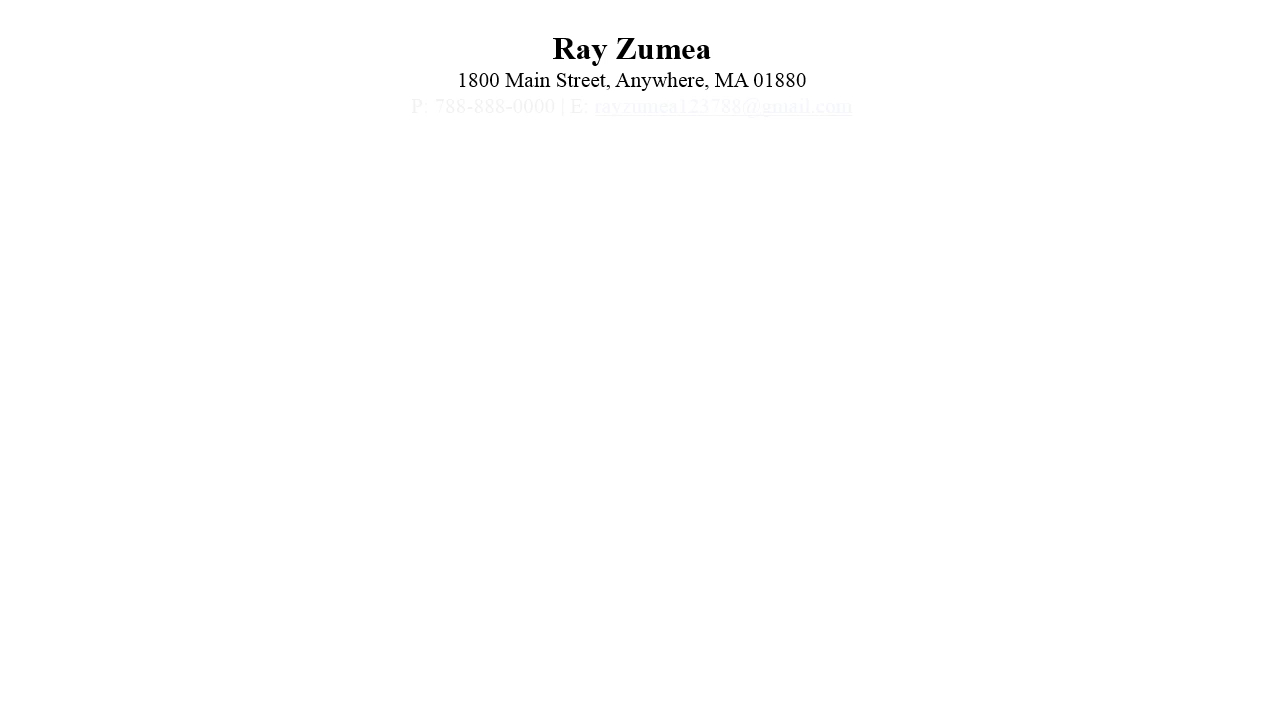 Ray Zumea
1800 Main Street, Anywhere, MA 01880
P: 788-888-0000 | E: rayzumea123788@gmail.com